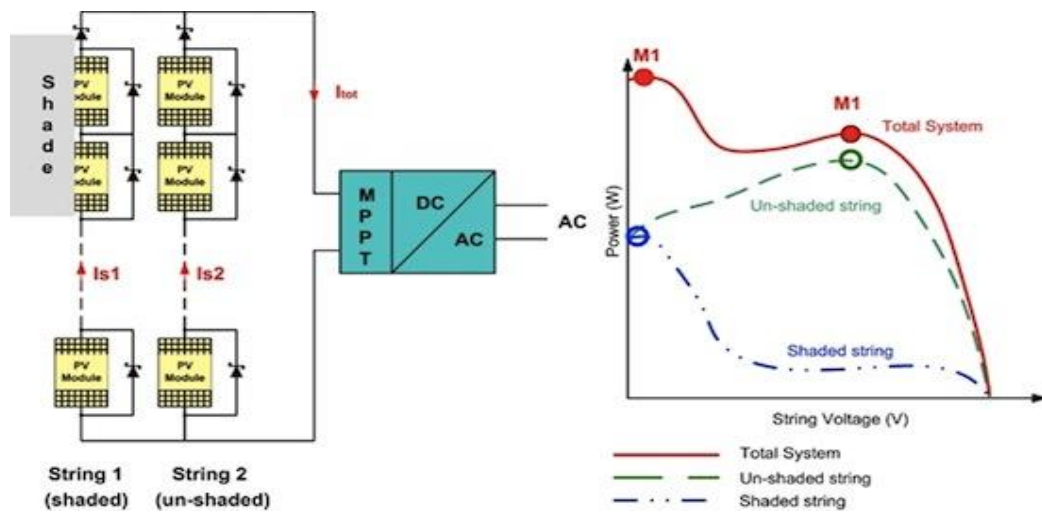 Shade
PV
Module
PV
Module
PV
Module
PV
Module
Itot
Is1
Is2
PV
Module
PV
Module
String 1
(shaded)
String 2
(un-shaded)
MPPT
DC
AC
AC
M1
M1
Total System
Un-shaded string
Shaded string
Power (W)
String Voltage (V)
Total System
Un-shaded string
Shaded string